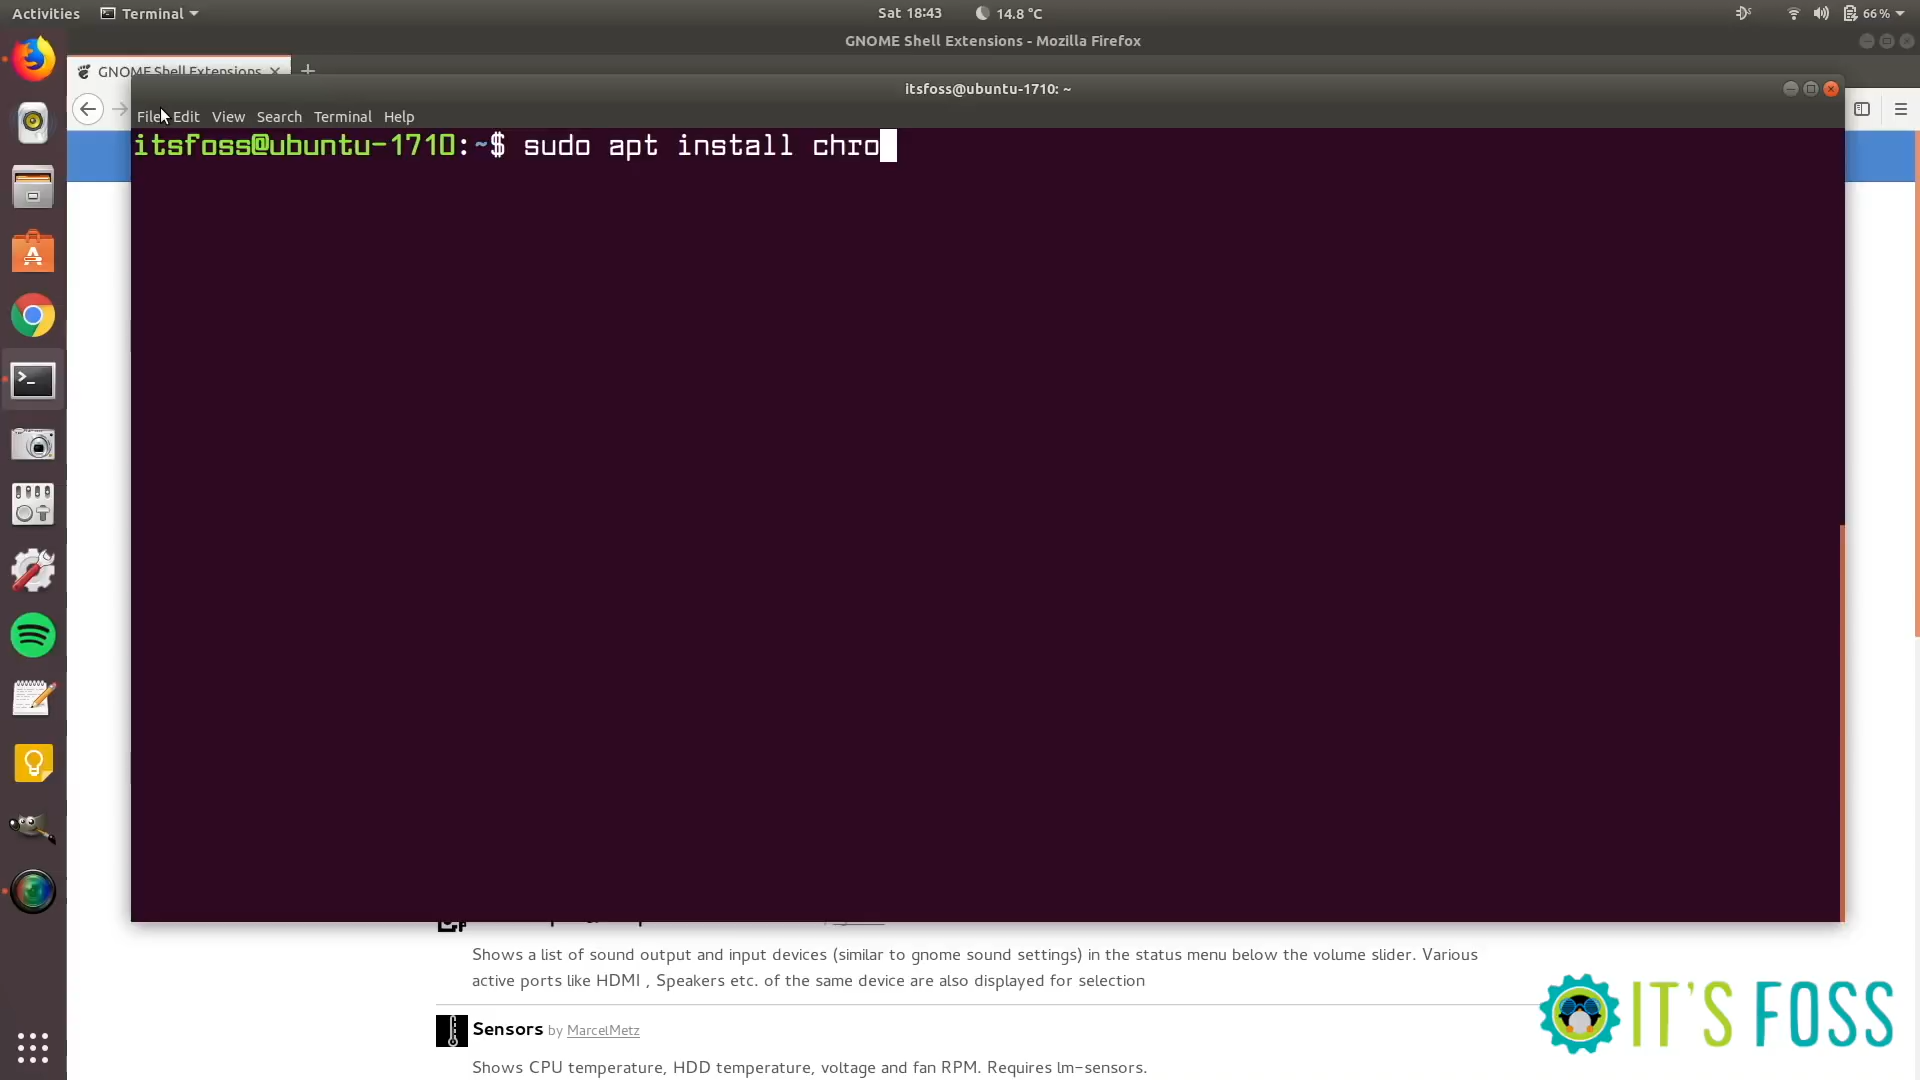 Activities Terminal Sat 18:43 14.8 °C 66 %
GNOME Shell Extensions - Mozilla Firefox
GNOME Shell Extensions
itsfoss@ubuntu-1710: ~
File Edit View Search Terminal Help
itsfoss@ubuntu-1710:~$ sudo apt install chro
Shows a list of sound output and input devices (similar to gnome sound settings) in the status menu below the volume slider. Various
active ports like HDMI , Speakers etc. of the same device are also displayed for selection
Sensors by MarcelMetz
Shows CPU temperature, HDD temperature, voltage and fan RPM. Requires lm-sensors.
IT'S FOSS